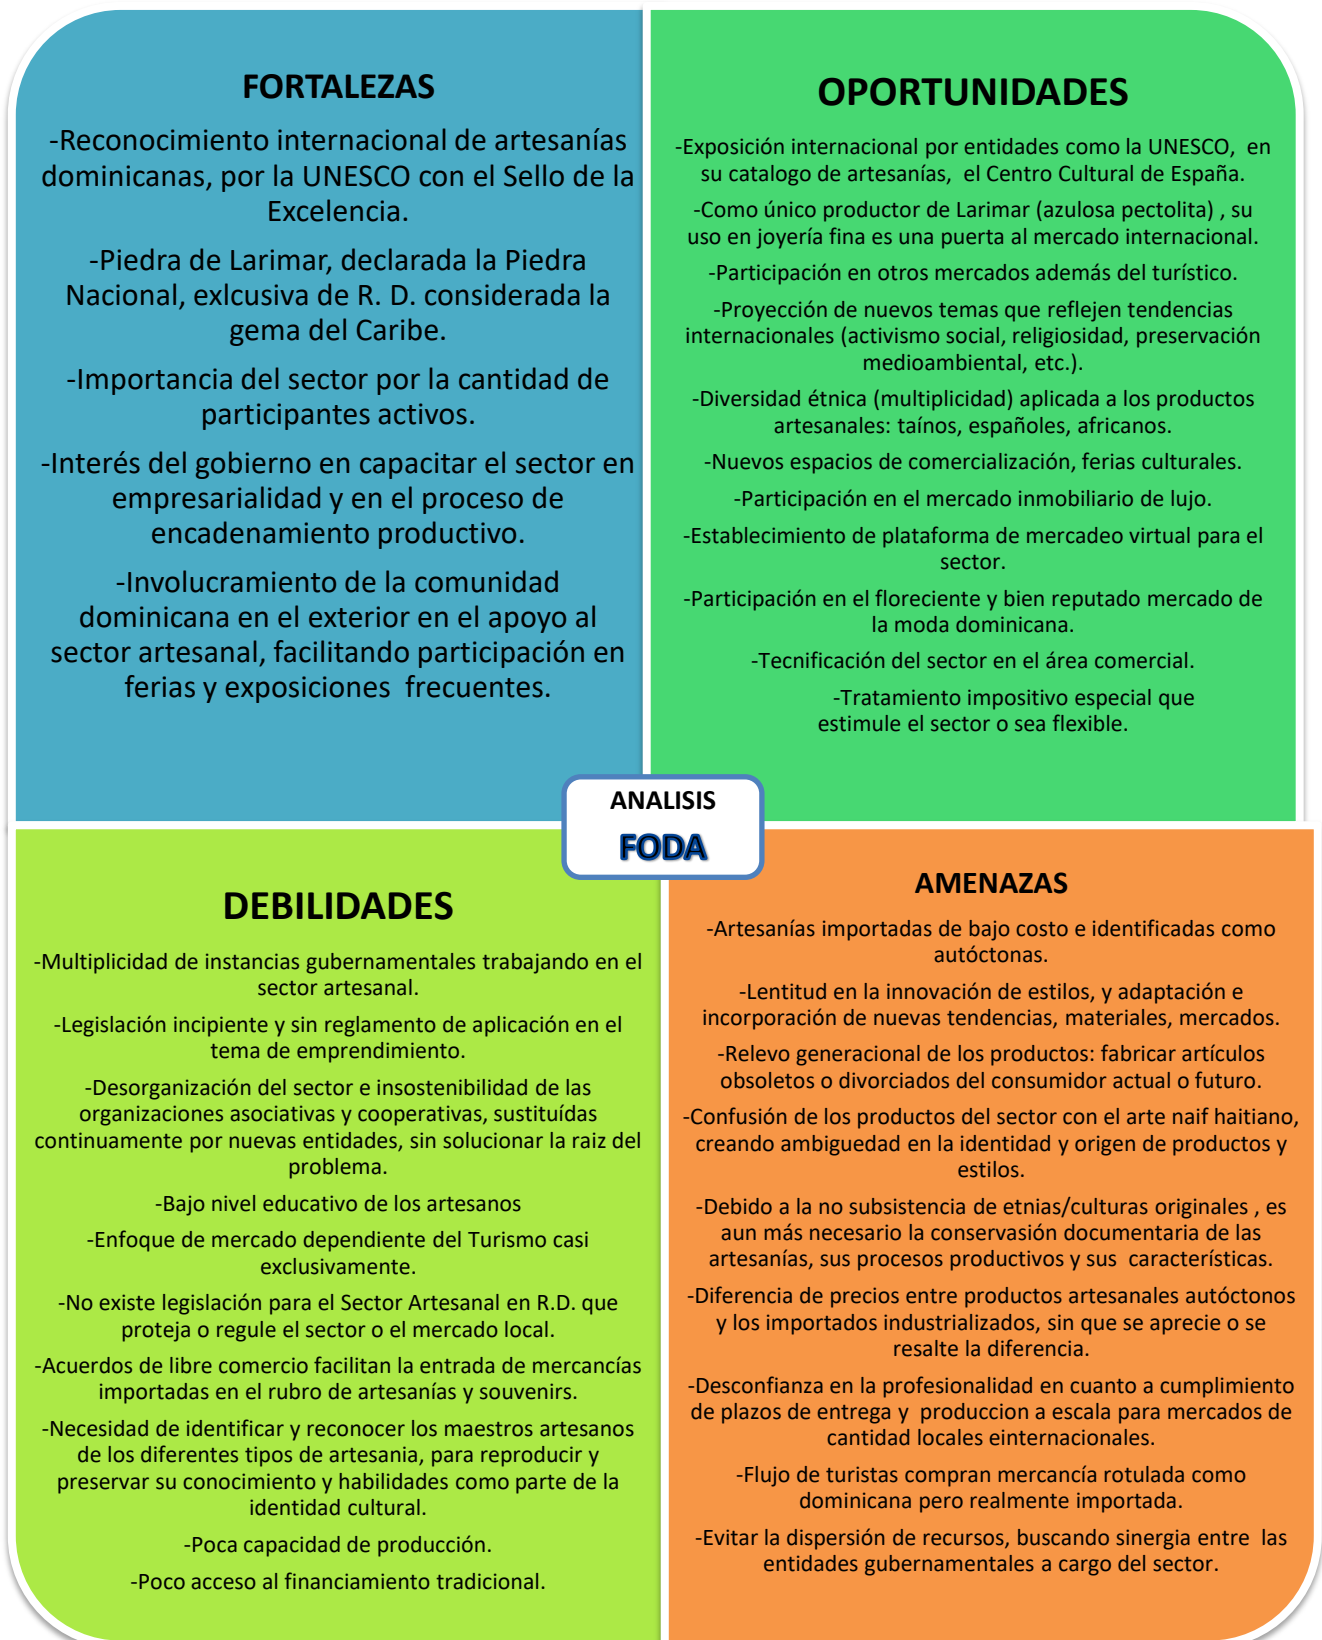 FORTALEZAS
-Reconocimiento internacional de artesanías
dominicanas, por la UNESCO con el Sello de la
Excelencia.
-Piedra de Larimar, declarada la Piedra
Nacional, exlcusiva de R. D. considerada la
gema del Caribe.
-Importancia del sector por la cantidad de
participantes activos.
-Interés del gobierno en capacitar el sector en
empresarialidad y en el proceso de
encadenamiento productivo.
-Involucramiento de la comunidad
dominicana en el exterior en el apoyo al
sector artesanal, facilitando participación en
ferias y exposiciones frecuentes.
OPORTUNIDADES
-Exposición internacional por entidades como la UNESCO, en
su catalogo de artesanías, el Centro Cultural de España.
-Como único productor de Larimar (azulosa pectolita) , su
uso en joyería fina es una puerta al mercado internacional.
-Participación en otros mercados además del turístico.
-Proyección de nuevos temas que reflejen tendencias
internacionales (activismo social, religiosidad, preservación
medioambiental, etc.).
-Diversidad étnica (multiplicidad) aplicada a los productos
artesanales: taínos, españoles, africanos.
-Nuevos espacios de comercialización, ferias culturales.
-Participación en el mercado inmobiliario de lujo.
-Establecimiento de plataforma de mercadeo virtual para el
sector.
-Participación en el floreciente y bien reputado mercado de
la moda dominicana.
-Tecnificación del sector en el área comercial.
-Tratamiento impositivo especial que
estimule el sector o sea flexible.
ANALISIS
FODA
DEBILIDADES
-Multiplicidad de instancias gubernamentales trabajando en el
sector artesanal.
-Legislación incipiente y sin reglamento de aplicación en el
tema de emprendimiento.
-Desorganización del sector e insostenibilidad de las
organizaciones asociativas y cooperativas, sustituídas
continuamente por nuevas entidades, sin solucionar la raiz del
problema.
-Bajo nivel educativo de los artesanos
-Enfoque de mercado dependiente del Turismo casi
exclusivamente.
-No existe legislación para el Sector Artesanal en R.D. que
proteja o regule el sector o el mercado local.
-Acuerdos de libre comercio facilitan la entrada de mercancías
importadas en el rubro de artesanías y souvenirs.
-Necesidad de identificar y reconocer los maestros artesanos
de los diferentes tipos de artesania, para reproducir y
preservar su conocimiento y habilidades como parte de la
identidad cultural.
-Poca capacidad de producción.
-Poco acceso al financiamiento tradicional.
AMENAZAS
-Artesanías importadas de bajo costo e identificadas como
autóctonas.
-Lentitud en la innovación de estilos, y adaptación e
incorporación de nuevas tendencias, materiales, mercados.
-Relevo generacional de los productos: fabricar artículos
obsoletos o divorciados del consumidor actual o futuro.
-Confusión de los productos del sector con el arte naif haitiano,
creando ambiguedad en la identidad y origen de productos y
estilos.
-Debido a la no subsistencia de etnias/culturas originales , es
aun más necesario la conservasión documentaria de las
artesanías, sus procesos productivos y sus características.
-Diferencia de precios entre productos artesanales autóctonos
y los importados industrializados, sin que se aprecie o se
resalte la diferencia.
-Desconfianza en la profesionalidad en cuanto a cumplimiento
de plazos de entrega y produccion a escala para mercados de
cantidad locales einternacionales.
-Flujo de turistas compran mercancía rotulada como
dominicana pero realmente importada.
-Evitar la dispersión de recursos, buscando sinergia entre las
entidades gubernamentales a cargo del sector.